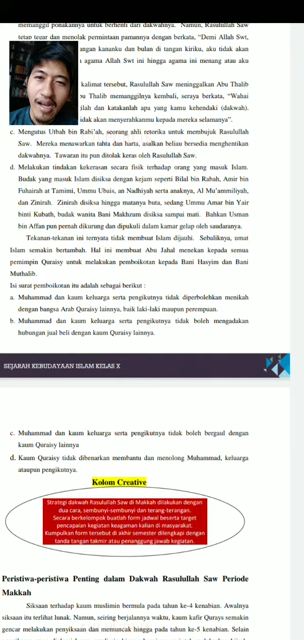 memanggil ponakannya untuk berhenti dari dakwahnya. Namun, Rasulullah Saw
tetap tegar dan menolak permintaan pamannya dengan berkata, "Demi Allah Swt,
angan kananku dan bulan di tangan kiriku, aku tidak akan
agama Allah Swt ini hingga agama ini menang atau aku
kalimat tersebut, Rasulullah Saw meninggalkan Abu Thalib
bu Thalib memanggilnya kembali, seraya berkata, "Wahai
ilah dan katakanlah apa yang kamu kehendaki (dakwah).
idak akan menyerahkanmu kepada mereka selamanya".
c. Mengutus Utbah bin Rabi'ah, seorang ahli retorika untuk membujuk Rasulullah
Saw. Mereka menawarkan tahta dan harta, asalkan beliau bersedia menghentikan
dakwahnya. Tawaran itu pun ditolak keras oleh Rasulullah Saw.
d. Melakukan tindakan kekerasan secara fisik terhadap orang yang masuk Islam.
Budak yang masuk Islam disiksa dengan kejam seperti Bilal bin Rabah, Amir bin
Fuhairah at Tamimi, Ummu Ubais, an Nadhiyah serta anaknya, Al Mu'ammiliyah,
dan Zinirah. Zinirah disiksa hingga matanya buta, sedang Ummu Amar bin Yair
binti Kubath, budak wanita Bani Makhzum disiksa sampai mati. Bahkan Usman
bin Affan pun pernah dikurung dan dipukuli dalam kamar gelap oleh saudaranya.
Tekanan-tekanan ini ternyata tidak membuat Islam dijauhi. Sebaliknya, umat
Islam semakin bertambah. Hal ini membuat Abu Jahal menekan kepada semua
pemimpin Quraisy untuk melakukan pemboikotan kepada Bani Hasyim dan Bani
Muthalib.
Isi surat pemboikotan itu adalah sebagai berikut :
a. Muhammad dan kaum keluarga serta pengikutnya tidak diperbolehkan menikah
dengan bangsa Arab Quraisy lainnya, baik laki-laki maupun perempuan.
b. Muhammad dan kaum keluarga serta pengikutnya tidak boleh mengadakan
hubungan jual beli dengan kaum Quraisy lainnya.
SEJARAH KEBUDAYAAN ISLAM KELAS X
c. Muhammad dan kaum keluarga serta pengikutnya tidak boleh bergaul dengan
kaum Quraisy lainnya
d. Kaum Quraisy tidak dibenarkan membantu dan menolong Muhammad, keluarga
ataupun pengikutnya.
Kolom Creative
Strategi dakwah Rasulullah Saw di Makkah dilakukan dengan
dua cara, sembunyi-sembunyi dan terang-terangan.
Secara berkelompok buatlah form jadwal beserta target
pencapaian kegiatan keagaman kalian di masyarakat.
Kumpulkan form tersebut di akhir semester dilengkapi dengan
tanda tangan takmir atau penanggung jawab kegiatan.
Peristiwa-peristiwa Penting dalam Dakwah Rasulullah Saw Periode
Makkah
Siksaan terhadap kaum muslimin bermula pada tahun ke-4 kenabian. Awalnya
siksaan itu terlihat lunak. Namun, seiring berjalannya waktu, kaum kafir Qurays semakin
gencar melakukan penyiksaan dan memuncak hingga pada tahun ke-5 kenabian. Selain